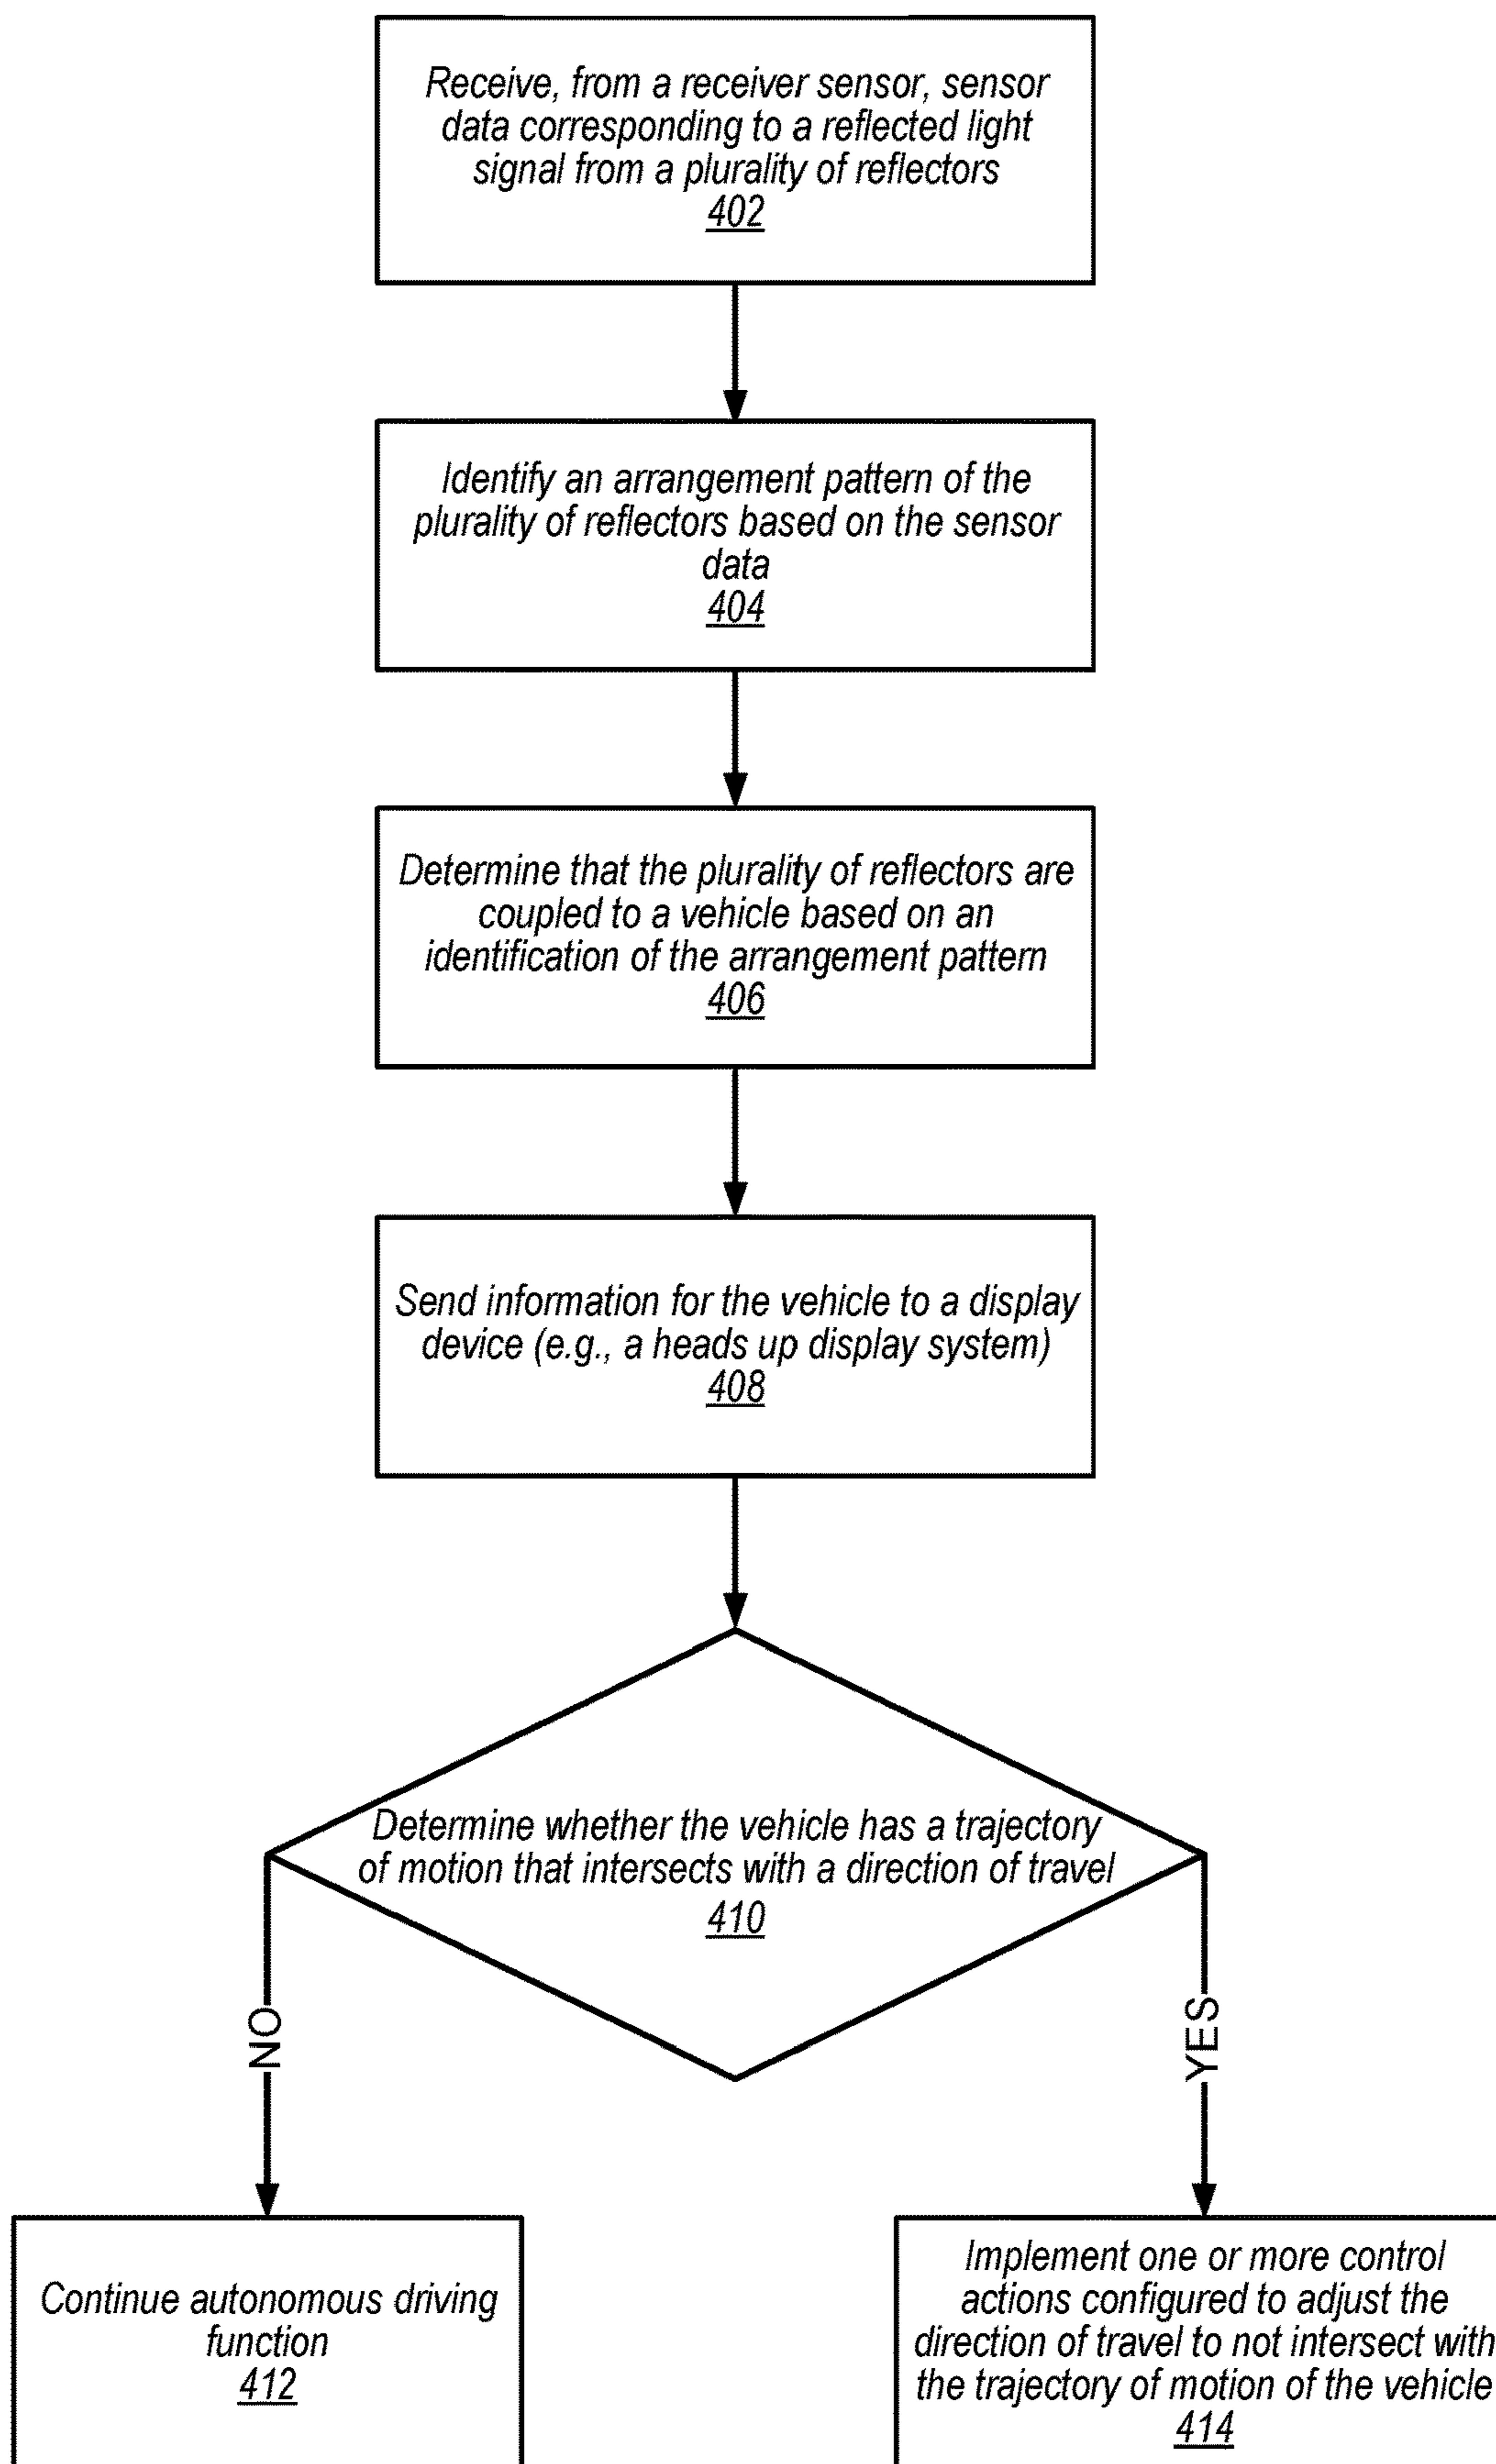 Receive, from a receiver sensor, sensor
data corresponding to a reflected light
signal from a plurality of reflectors
402
Identify an arrangement pattern of the
plurality of reflectors based on the sensor
data
404
Determine that the plurality of reflectors are
coupled to a vehicle based on an
identification of the arrangement pattern
406
Send information for the vehicle to a display
device (e.g., a heads up display system)
408
Determine whether the vehicle has a trajectory
of motion that intersects with a direction of travel
410
NO
YES
Continue autonomous driving
function
412
Implement one or more control
actions configured to adjust the
direction of travel to not intersect with
the trajectory of motion of the vehicle
414